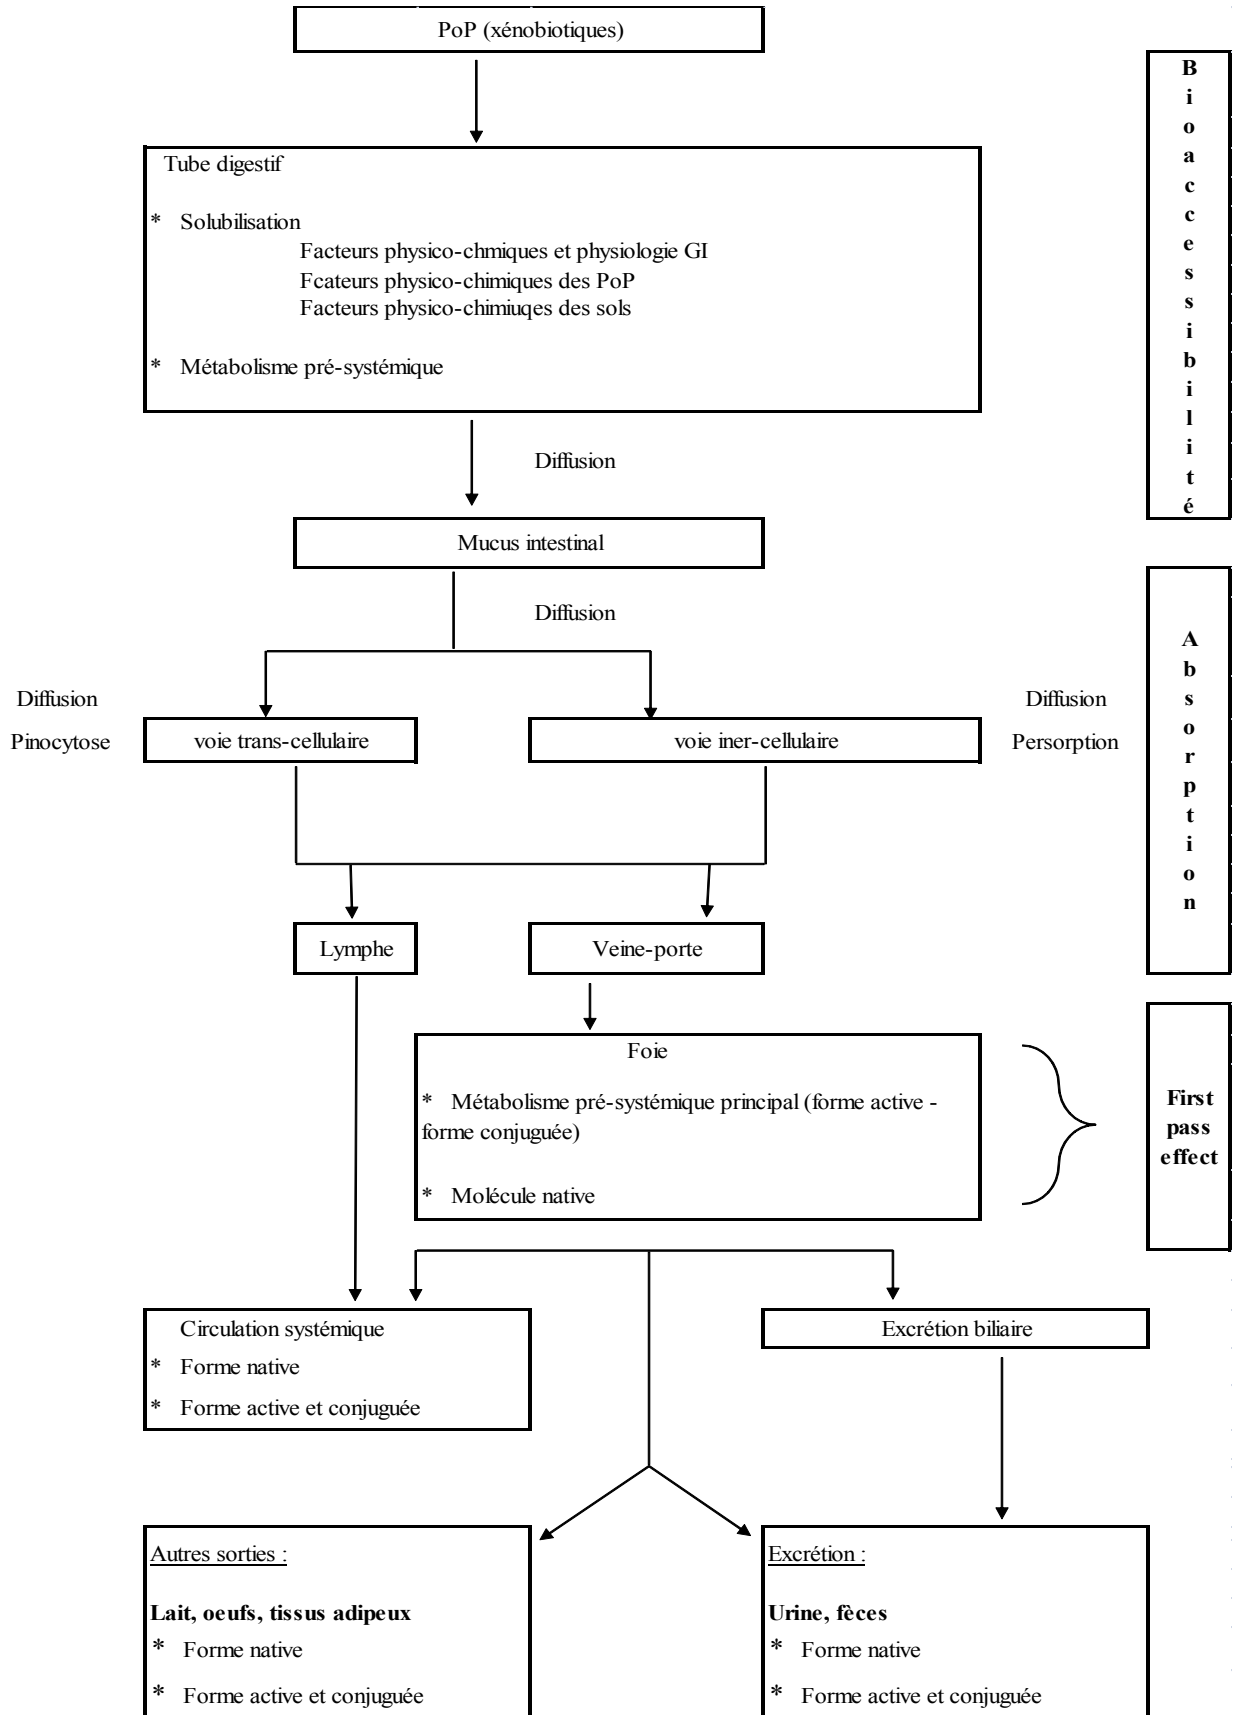 PoP (xénobiotiques)
Bioaccessibilité
Tube digestif
* Solubilisation
Facteurs physico-chmiques et physiologie GI
Fcateurs physico-chimiques des PoP
Facteurs physico-chimiuqes des sols
* Métabolisme pré-systémique
Diffusion
Mucus intestinal
Absorption
Diffusion
Diffusion
Pinocytose
voie trans-cellulaire
voie iner-cellulaire
Diffusion
Persorption
Lymphe
Veine-porte
Foie
* Métabolisme pré-systémique principal (forme active -
forme conjuguée)
* Molécule native
First
pass
effect
Circulation systémique
* Forme native
* Forme active et conjuguée
Excrétion biliaire
Autres sorties :
Lait, oeufs, tissus adipeux
* Forme native
* Forme active et conjuguée
Excrétion :
Urine, fèces
* Forme native
* Forme active et conjuguée